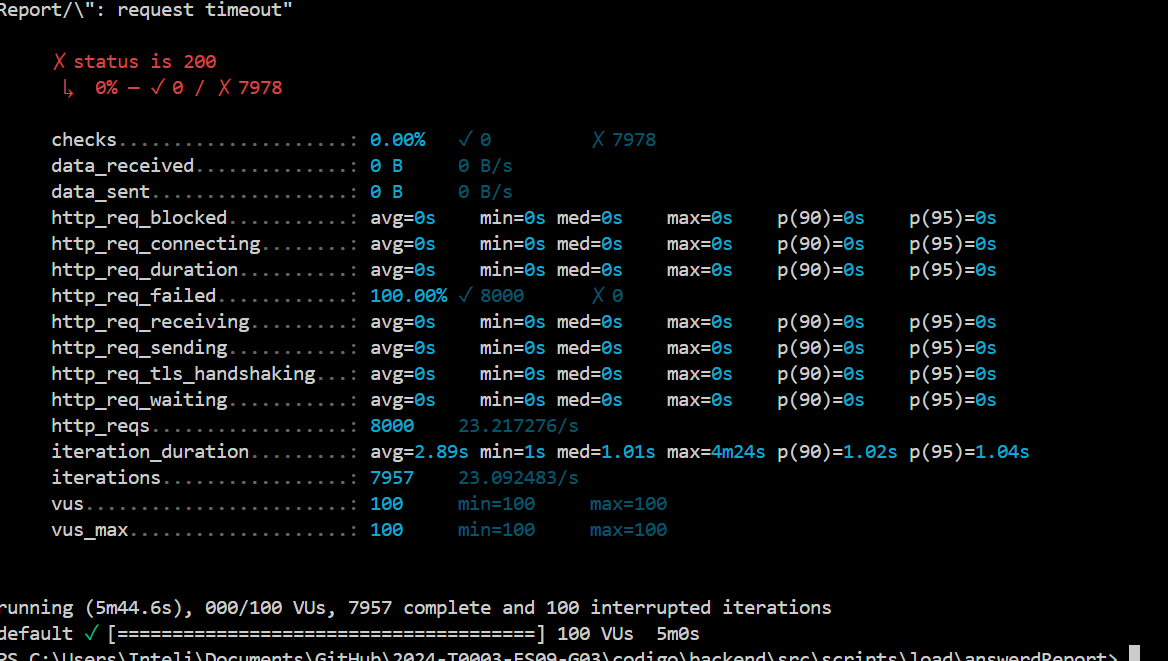 Report/\": request timeout"
✗ status is 200
↳ 0% — ✓ 0 / ✗ 7978
checks.....................: 0.00% ✓ 0 ✗ 7978
data_received..............: 0 B 0 B/s
data_sent..................: 0 B 0 B/s
http_req_blocked...........: avg=0s min=0s med=0s max=0s p(90)=0s p(95)=0s
http_req_connecting........: avg=0s min=0s med=0s max=0s p(90)=0s p(95)=0s
http_req_duration..........: avg=0s min=0s med=0s max=0s p(90)=0s p(95)=0s
http_req_failed............: 100.00% ✓ 8000 ✗ 0
http_req_receiving.........: avg=0s min=0s med=0s max=0s p(90)=0s p(95)=0s
http_req_sending...........: avg=0s min=0s med=0s max=0s p(90)=0s p(95)=0s
http_req_tls_handshaking...: avg=0s min=0s med=0s max=0s p(90)=0s p(95)=0s
http_req_waiting...........: avg=0s min=0s med=0s max=0s p(90)=0s p(95)=0s
http_reqs..................: 8000 23.217276/s
iteration_duration.........: avg=2.89s min=1s med=1.01s max=4m24s p(90)=1.02s p(95)=1.04s
iterations.................: 7957 23.092483/s
vus........................: 100 min=100 max=100
vus_max....................: 100 min=100 max=100
running (5m44.6s), 000/100 VUs, 7957 complete and 100 interrupted iterations
default ✓ [======================================] 100 VUs 5m0s
PS C:\Users\Inteli\Documents\GitHub\2024-T0003-ES09-G03\codigo\backend\src\scripts\load\answerdReport>